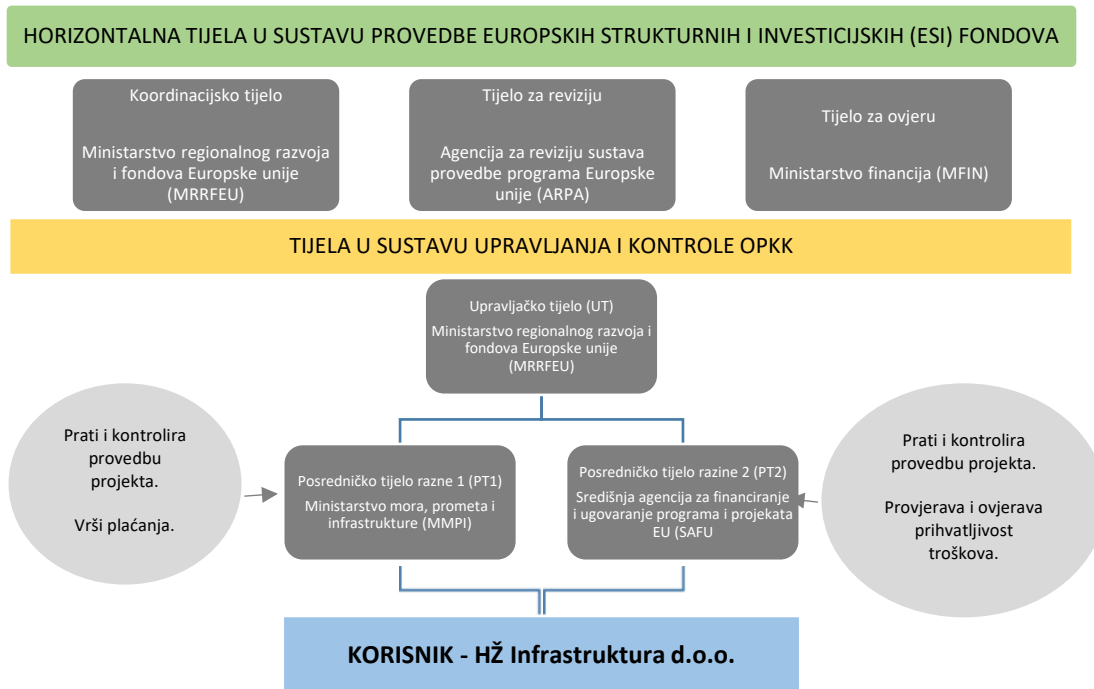 HORIZONTALNA TIJELA U SUSTAVU PROVEDBE EUROPSKIH STRUKTURNIH I INVESTICIJSKIH (ESI) FONDOVA
Koordinacijsko tijelo
Ministarstvo regionalnog razvoja
i fondova Europske unije
(MRRFEU)
Tijelo za reviziju
Agencija za reviziju sustava
provedbe programa Europske
unije (ARPA)
Tijelo za ovjeru
Ministarstvo financija (MFIN)
TIJELA U SUSTAVU UPRAVLJANJA I KONTROLE OPKK
Upravljačko tijelo (UT)
Ministarstvo regionalnog razvoja i
fondova Europske unije
(MRRFEU)
Prati i kontrolira
provedbu
projekta.
Vrši plaćanja.
Posredničko tijelo razne 1 (PT1)
Ministarstvo mora, prometa i
infrastrukture (MMPI)
Posredničko tijelo razine 2 (PT2)
Središnja agencija za financiranje
i ugovaranje programa i projekata
EU (SAFU
Prati i kontrolira
provedbu projekta.
Provjerava i ovjerava
prihvatljivost
troškova.
KORISNIK - HŽ Infrastruktura d.o.o.